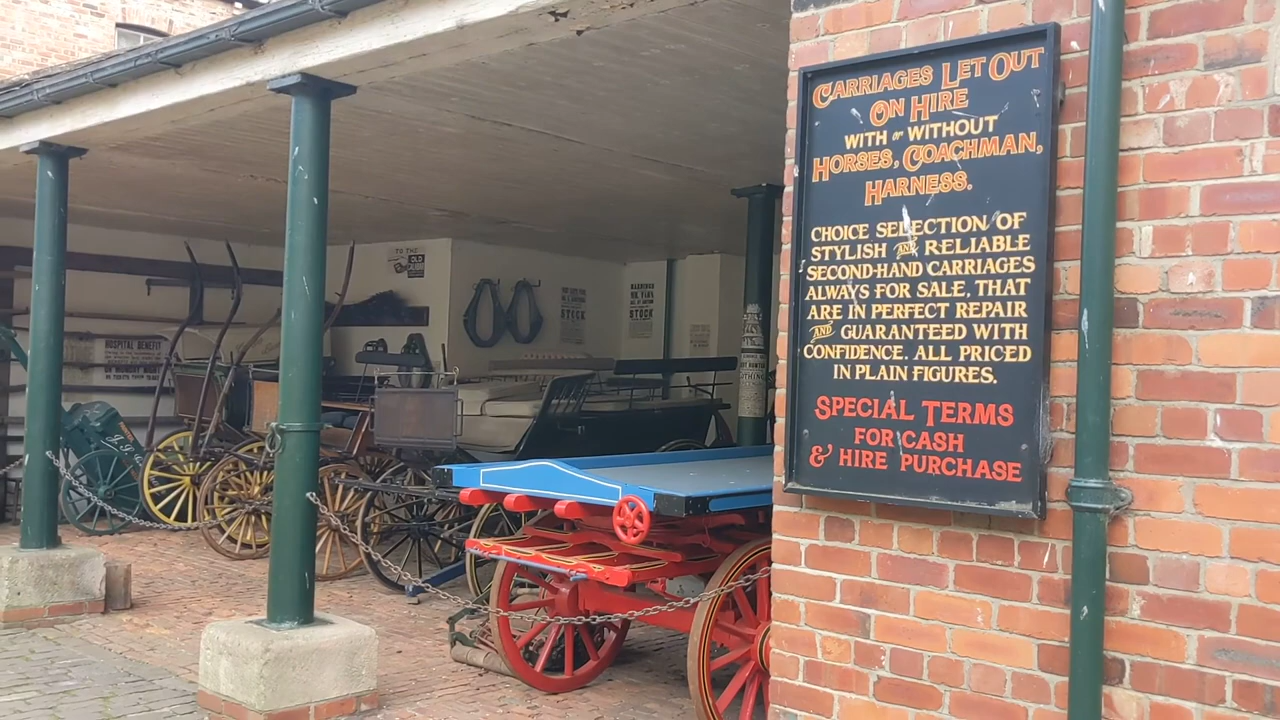 CARRIAGES LET OUT
ON HIRE
WITH or WITHOUT
HORSES, COACHMAN,
HARNESS.
CHOICE SELECTION OF
STYLISH AND RELIABLE
SECOND-HAND CARRIAGES
ALWAYS FOR SALE, THAT
ARE IN PERFECT REPAIR
AND GUARANTEED WITH
CONFIDENCE. ALL PRICED
IN PLAIN FIGURES.
SPECIAL TERMS
FOR CASH
& HIRE PURCHASE
TO THE
OLD
HOSPITAL BENEFIT
STOCK
STOCK